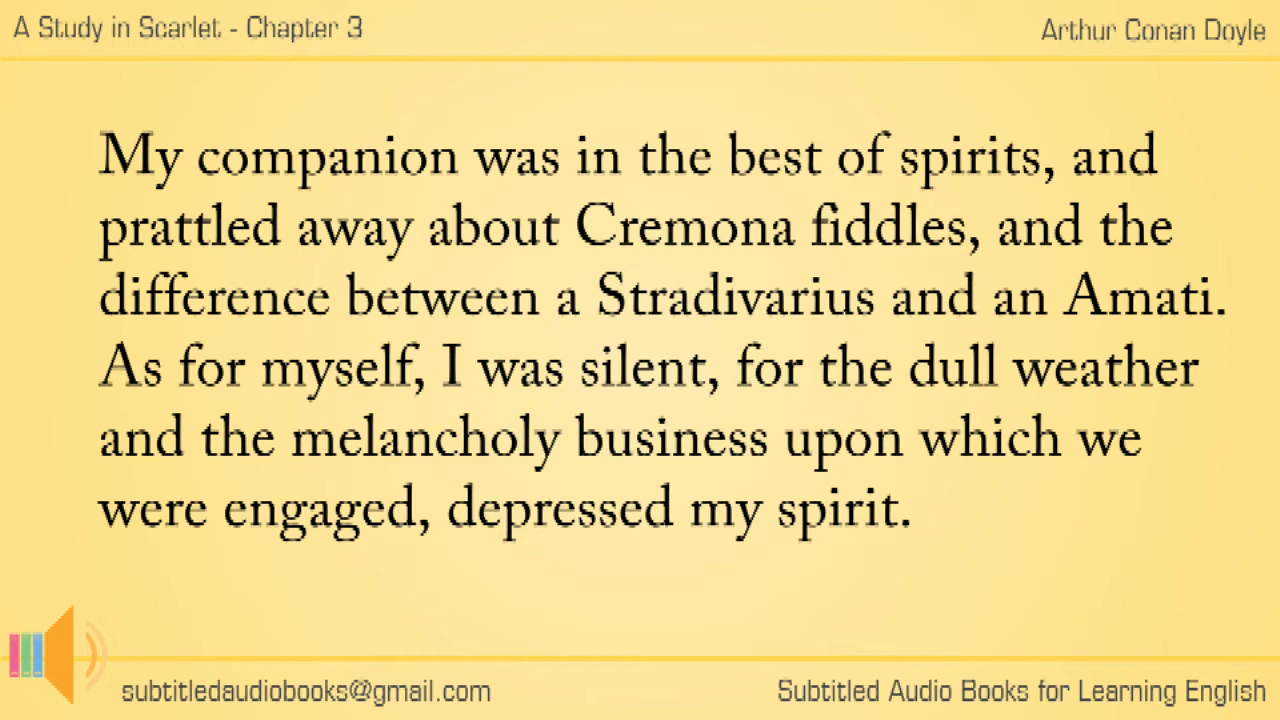 A Study in Scarlet - Chapter 3
Arthur Conan Doyle
My companion was in the best of spirits, and
prattled away about Cremona fiddles, and the
difference between a Stradivarius and an Amati.
As for myself, I was silent, for the dull weather
and the melancholy business upon which we
were engaged, depressed my spirit.
subtitledaudiobooks@gmail.com
Subtitled Audio Books for Learning English